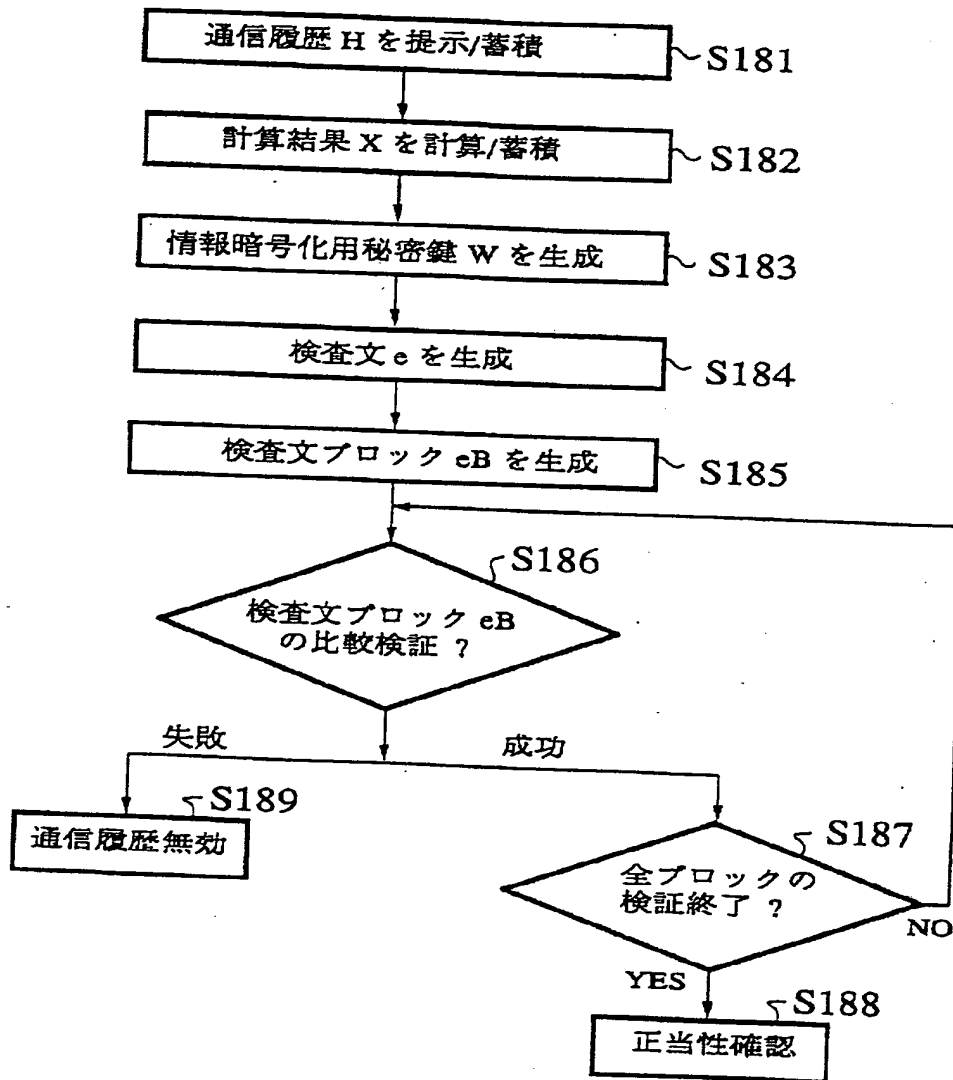 通信履歴 H を提示/蓄積
S181
計算結果 X を計算/蓄積
S182
情報暗号化用秘密鍵 W を生成
S183
検査文 e を生成
S184
検査文ブロック eB を生成
S185
S186
検査文ブロック eB
の比較検証 ?
失敗
成功
S189
通信履歴無効
S187
全ブロックの
検証終了 ?
NO
YES
S188
正当性確認